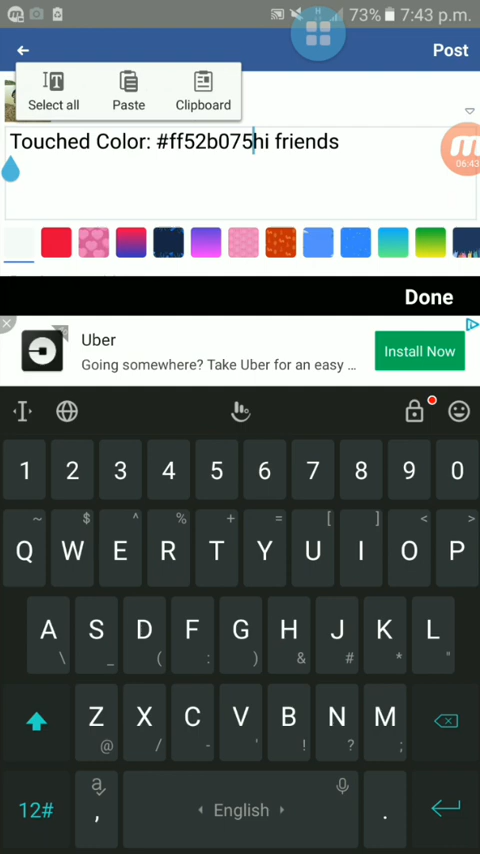 73% 7:43 p.m.
Post
Select all Paste Clipboard
Touched Color: #ff52b075hi friends
06:43
Done
Uber
Going somewhere? Take Uber for an easy ...
Install Now
1 2 3 4 5 6 7 8 9 0
~ $ ^ % + = [ ] < >
Q W E R T Y U I O P
A S D F G H J K L
\ _ ( : ) & # * "
Z X C V B N M
@ / - ' ! ? ;
12# a , English .